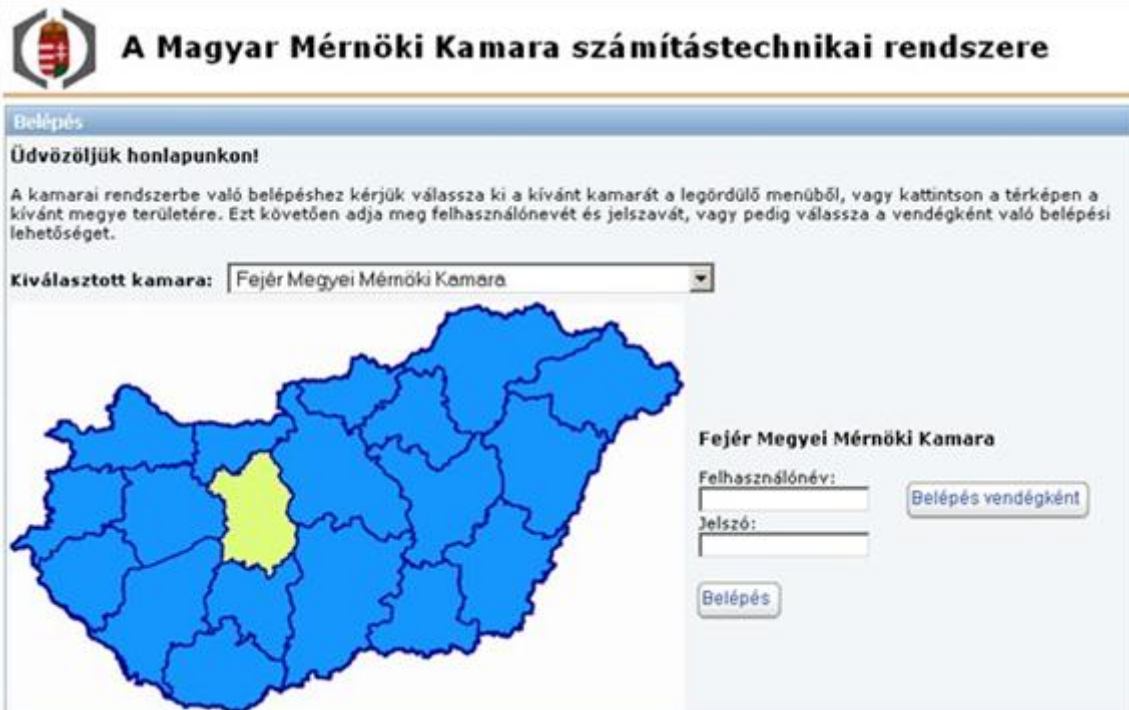 A Magyar Mérnöki Kamara számítástechnikai rendszere
Belépés
Üdvözöljük honlapunkon!
A kamarai rendszerbe való belépéshez kérjük válassza ki a kívánt kamarát a legördülő menüből, vagy kattintson a térképen a
kívánt megye területére. Ezt követően adja meg felhasználónevét és jelszavát, vagy pedig válassza a vendégként való belépési
lehetőséget.
Kiválasztott kamara: Fejér Megyei Mérnöki Kamara
Fejér Megyei Mérnöki Kamara
Felhasználónév:
Belépés vendégként
Jelszó:
Belépés